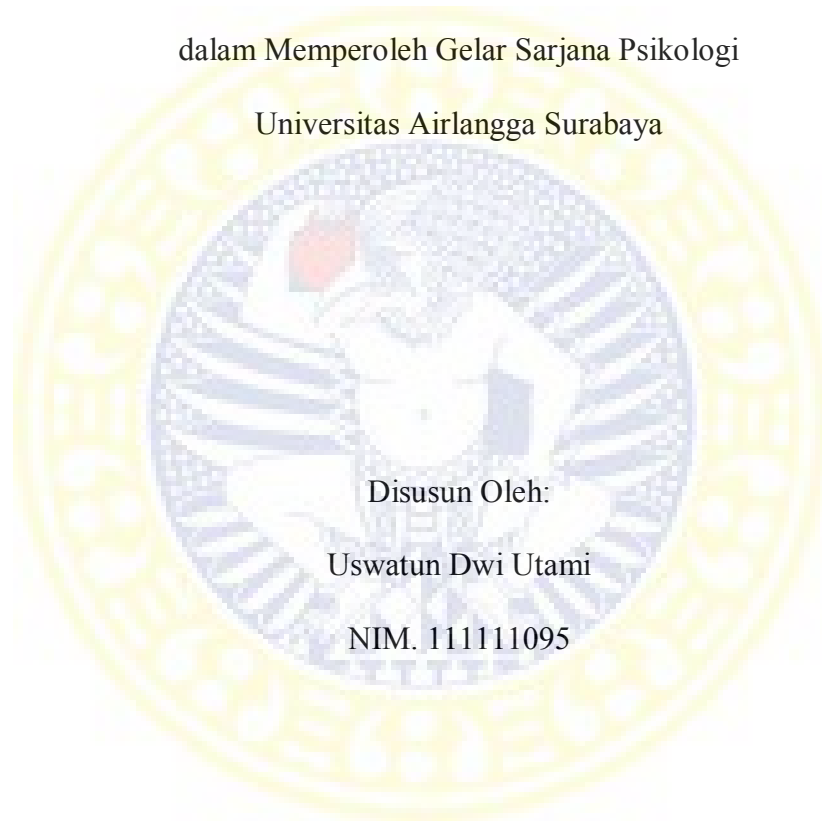 dalam Memperoleh Gelar Sarjana Psikologi
Universitas Airlangga Surabaya
Disusun Oleh:
Uswatun Dwi Utami
NIM. 111111095